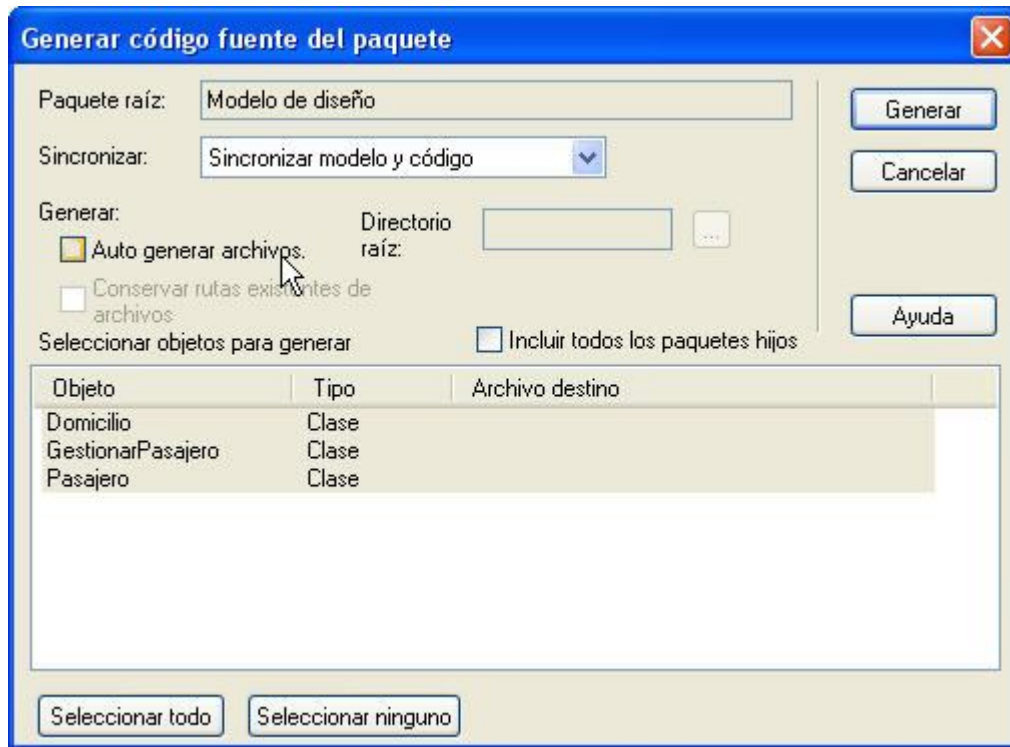 Generar código fuente del paquete
Paquete raíz: Modelo de diseño
Generar
Sincronizar: Sincronizar modelo y código
Cancelar
Generar:
Directorio raíz:
...
Auto generar archivos.
Conservar rutas existentes de
archivos
Ayuda
Seleccionar objetos para generar
Incluir todos los paquetes hijos
Objeto Tipo Archivo destino
Domicilio Clase
GestionarPasajero Clase
Pasajero Clase
Seleccionar todo Seleccionar ninguno